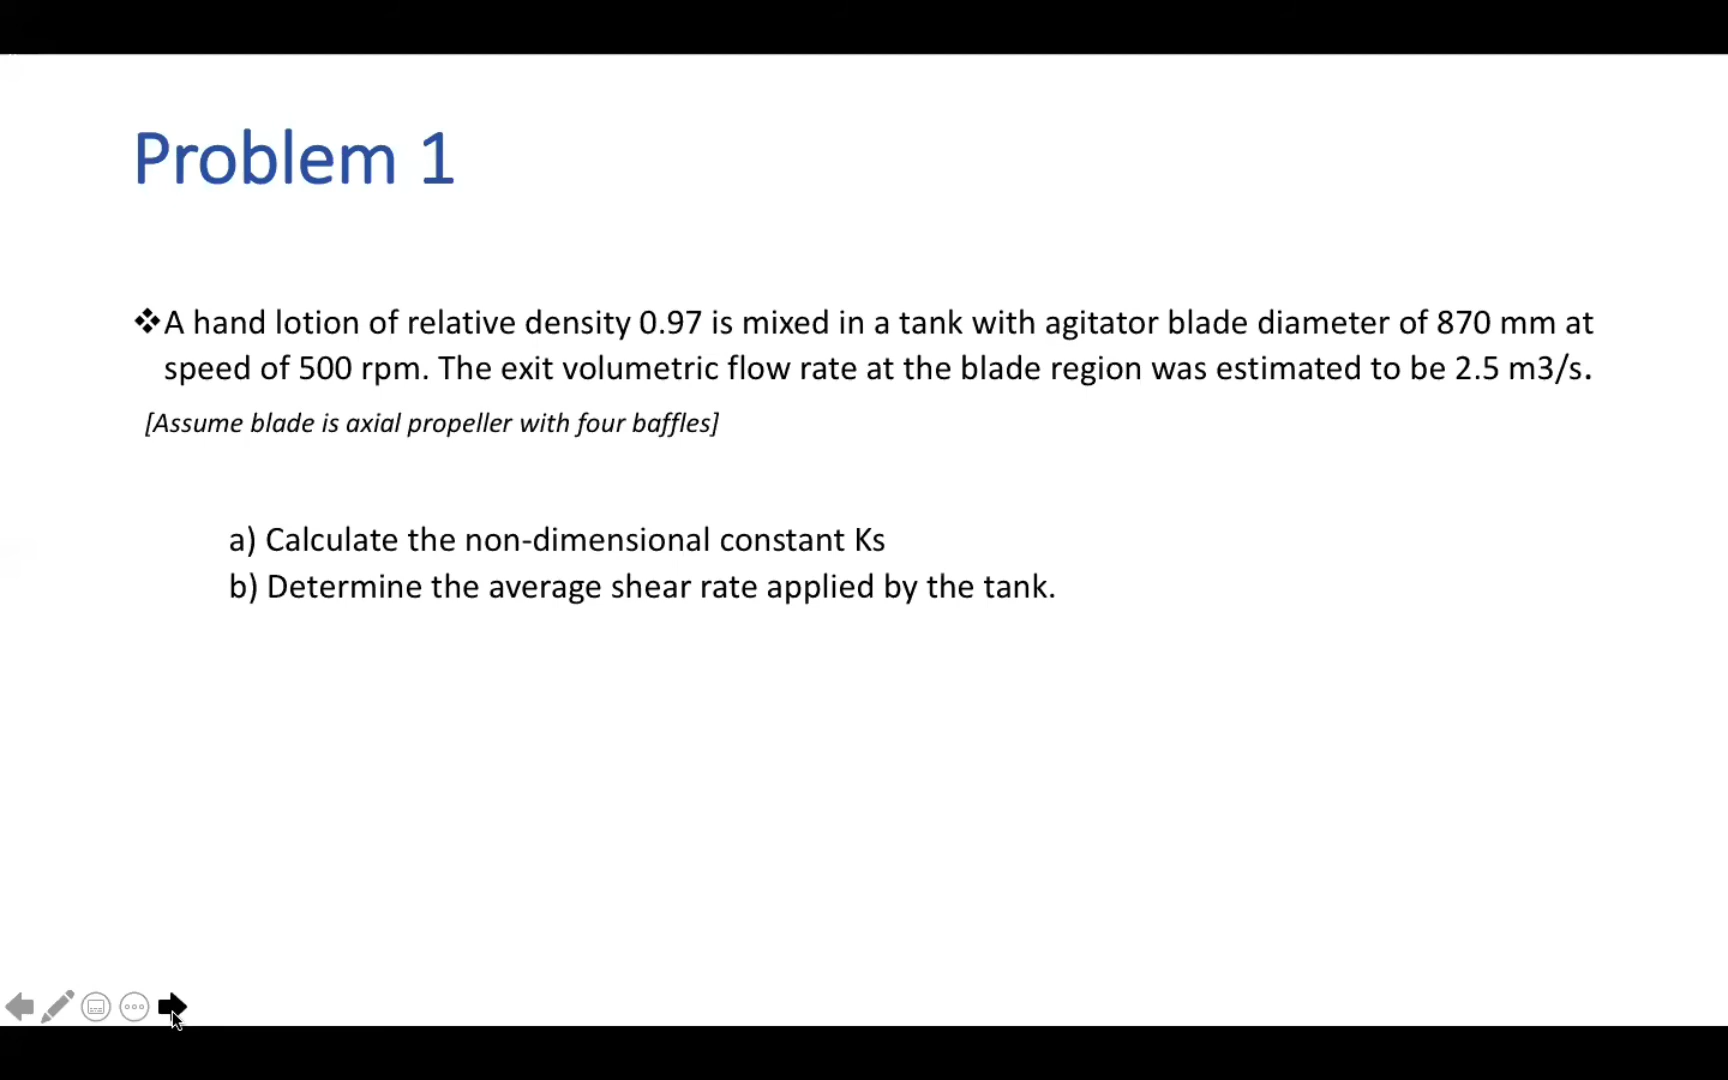 Problem 1
❖A hand lotion of relative density 0.97 is mixed in a tank with agitator blade diameter of 870 mm at
speed of 500 rpm. The exit volumetric flow rate at the blade region was estimated to be 2.5 m3/s.
[Assume blade is axial propeller with four baffles]
a) Calculate the non-dimensional constant Ks
b) Determine the average shear rate applied by the tank.